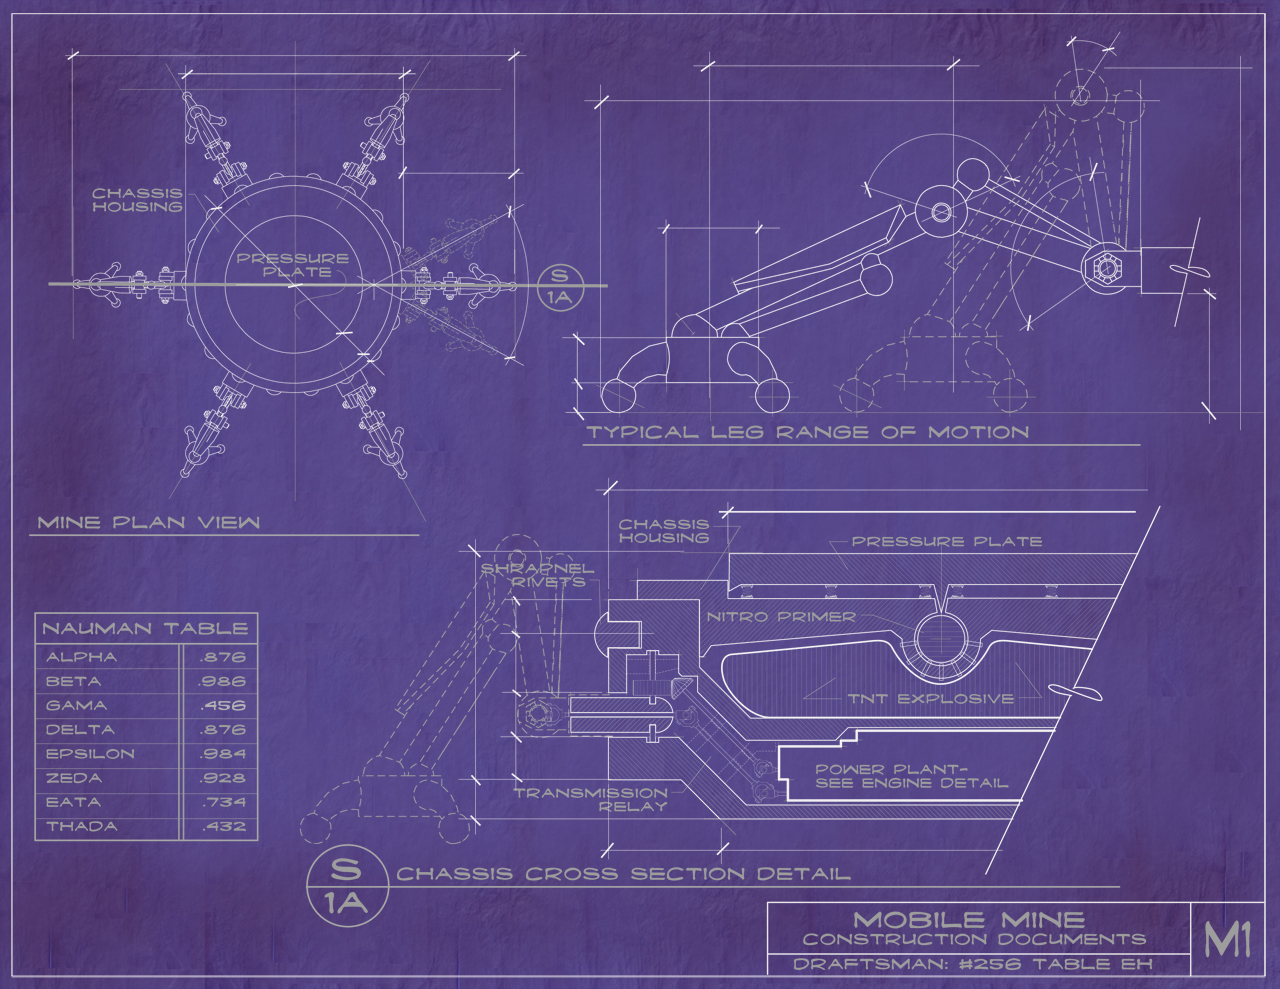 CHASSIS
HOUSING
PRESSURE
PLATE
S
1A
MINE PLAN VIEW
TYPICAL LEG RANGE OF MOTION
CHASSIS
HOUSING
PRESSURE PLATE
SHRAPNEL
RIVETS
NITRO PRIMER
TNT EXPLOSIVE
POWER PLANT-
SEE ENGINE DETAIL
TRANSMISSION
RELAY
NAUMAN TABLE
ALPHA .876
BETA .986
GAMA .456
DELTA .876
EPSILON .984
ZEDA .928
EATA .734
THADA .432
S
1A
CHASSIS CROSS SECTION DETAIL
MOBILE MINE
CONSTRUCTION DOCUMENTS
DRAFTSMAN: #256 TABLE EH
M1